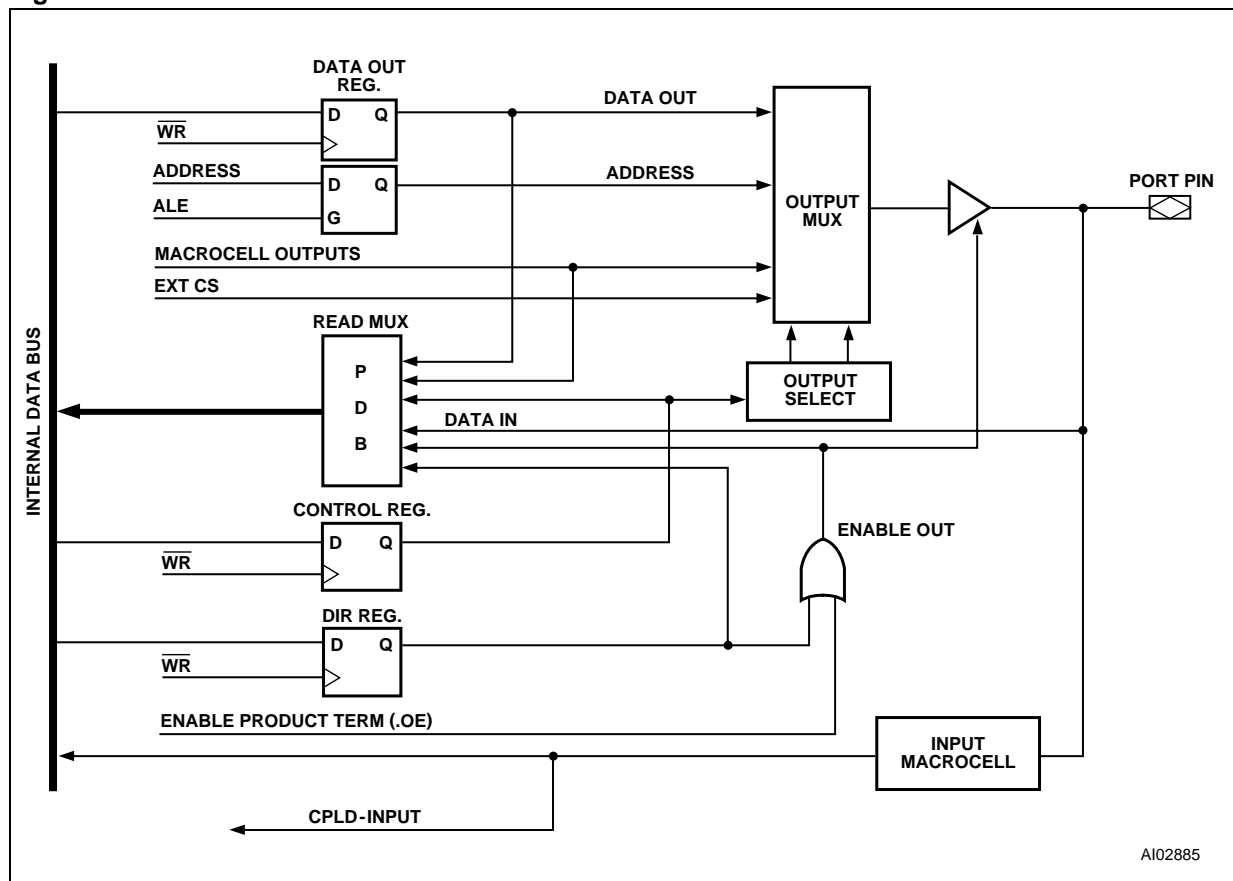 DATA OUT
REG.
D Q
WR
DATA OUT
ADDRESS
ALE
D Q
G
ADDRESS
OUTPUT
MUX
PORT PIN
MACROCELL OUTPUTS
EXT CS
READ MUX
P
D
B
OUTPUT
SELECT
DATA IN
INTERNAL DATA BUS
CONTROL REG.
D Q
WR
ENABLE OUT
DIR REG.
D Q
WR
ENABLE PRODUCT TERM (.OE)
INPUT
MACROCELL
CPLD-INPUT
AI02885